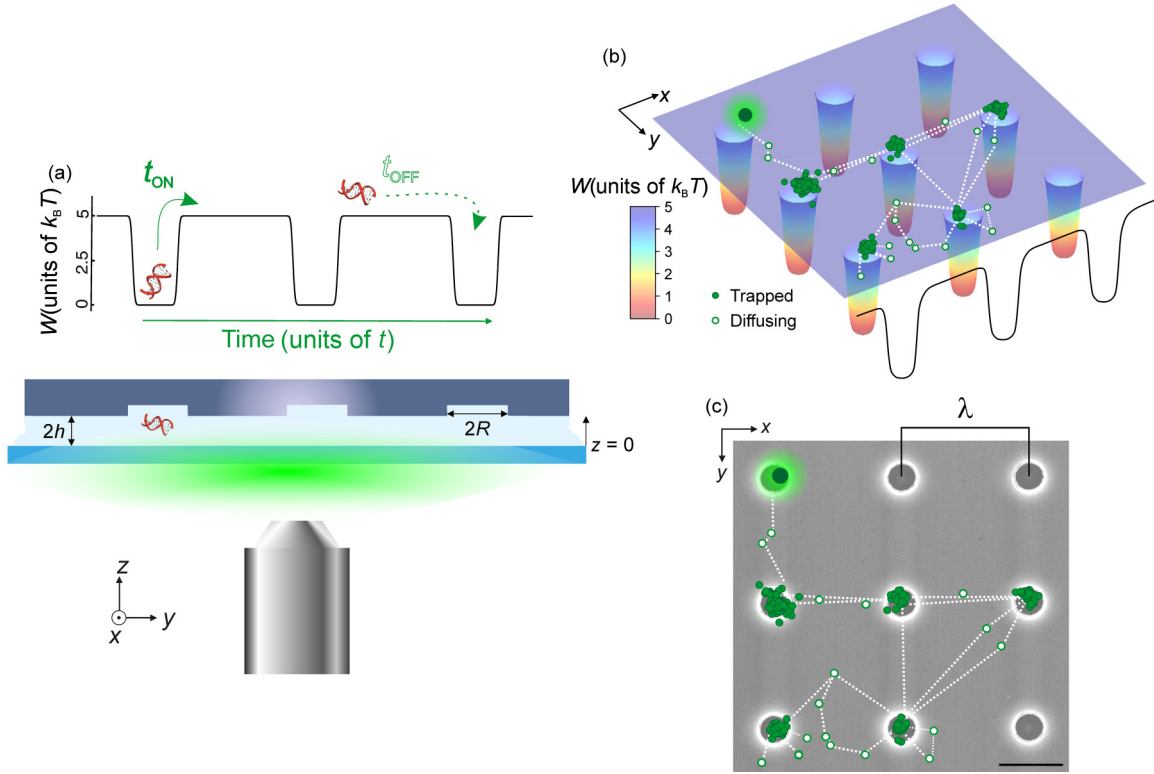 (a)
t_ON
t_OFF
W(units of k_BT)
5
2.5
0
Time (units of t)
2h
2R
z = 0
z
x
y
(b)
x
y
W(units of k_BT)
5
4
3
2
1
0
Trapped
Diffusing
(c)
λ
x
y